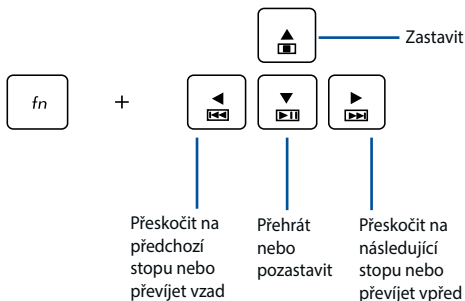 Zastavit
fn
+
Přeskočit na
předchozí
stopu nebo
převíjet vzad
Přehrát
nebo
pozastavit
Přeskočit na
následující
stopu nebo
převíjet vpřed